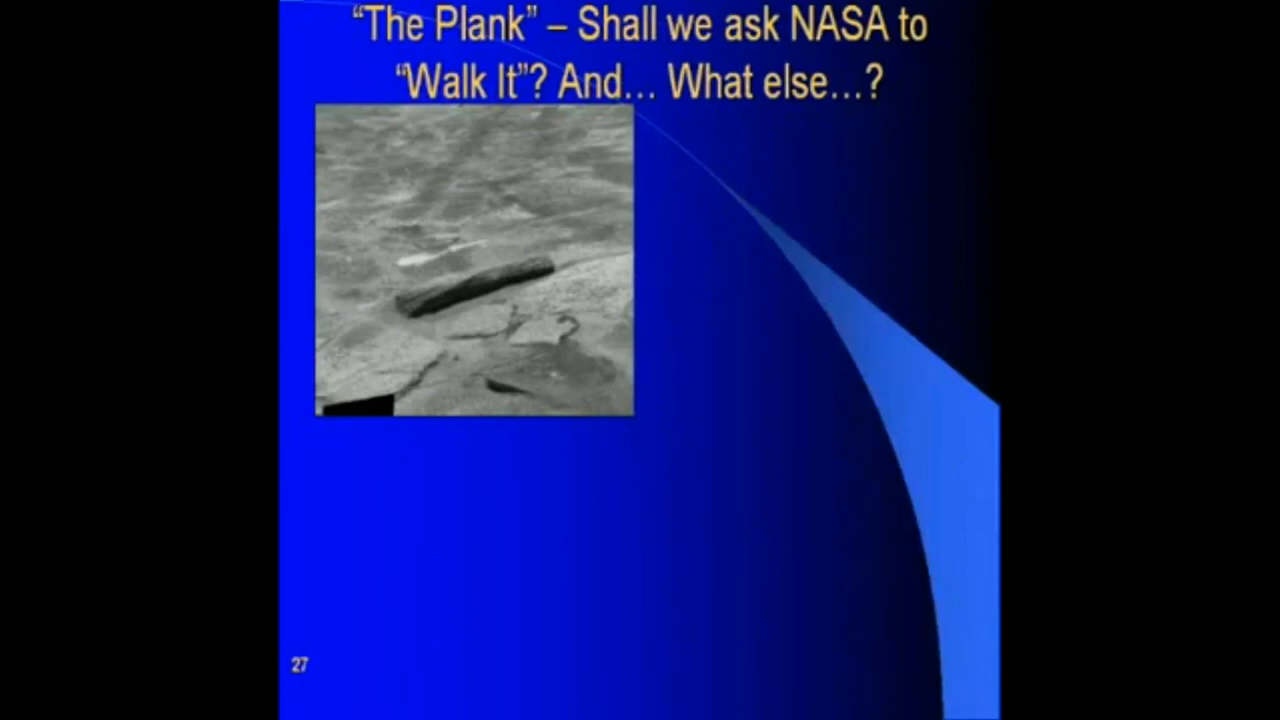 “The Plank” – Shall we ask NASA to
“Walk It”? And… What else…?
27